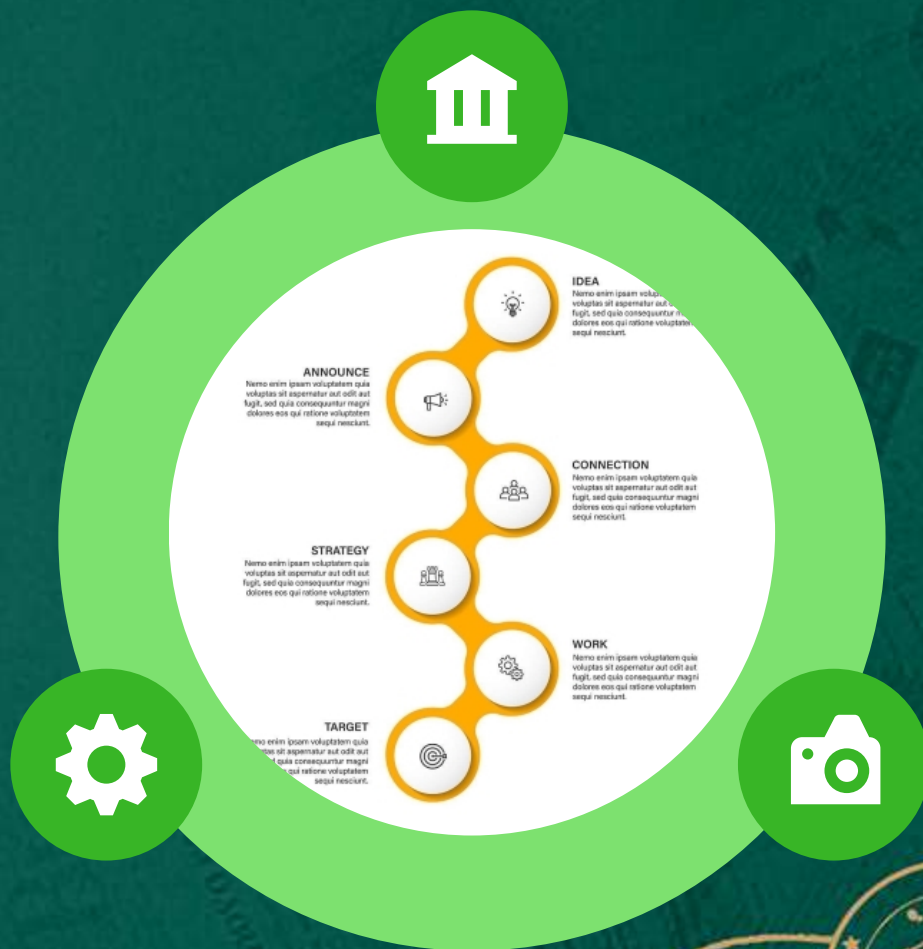 IDEA
Nemo enim ipsam
voluptas sit aspernatur aut
fugit, sed quia consequuntur
dolores eos qui ratione voluptatem
sequi nesciunt.
ANNOUNCE
Nemo enim ipsam voluptatem quia
voluptas sit aspernatur aut odit aut
fugit, sed quia consequuntur magni
dolores eos qui ratione voluptatem
sequi nesciunt.
CONNECTION
Nemo enim ipsam voluptatem quia
voluptas sit aspernatur aut odit aut
fugit, sed quia consequuntur magni
dolores eos qui ratione voluptatem
sequi nesciunt.
STRATEGY
Nemo enim ipsam voluptatem quia
voluptas sit aspernatur aut odit aut
fugit, sed quia consequuntur magni
dolores eos qui ratione voluptatem
sequi nesciunt.
WORK
Nemo enim ipsam voluptatem quia
voluptas sit aspernatur aut odit aut
fugit, sed quia consequuntur magni
dolores eos qui ratione voluptatem
sequi nesciunt.
TARGET
enim ipsam voluptatem quia
sit aspernatur aut odit aut
quia consequuntur magni
qui ratione voluptatem
sequi nesciunt.